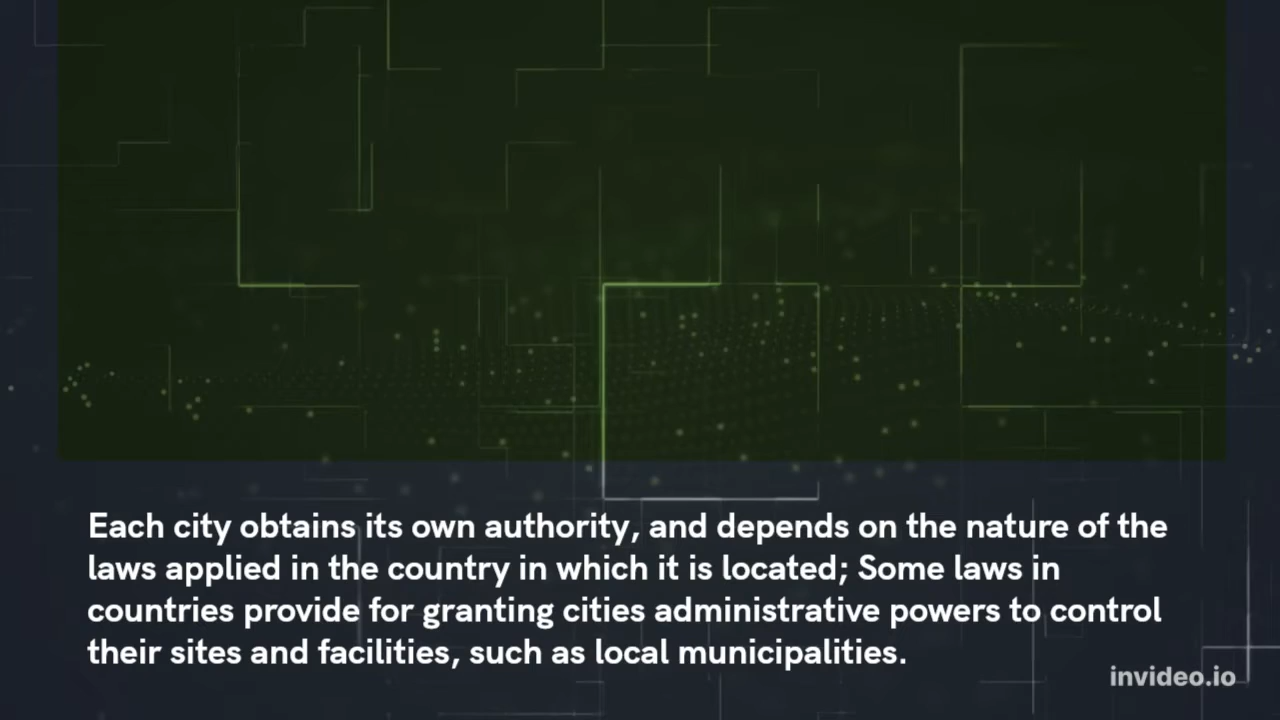 Each city obtains its own authority, and depends on the nature of the
laws applied in the country in which it is located; Some laws in
countries provide for granting cities administrative powers to control
their sites and facilities, such as local municipalities.
invideo.io